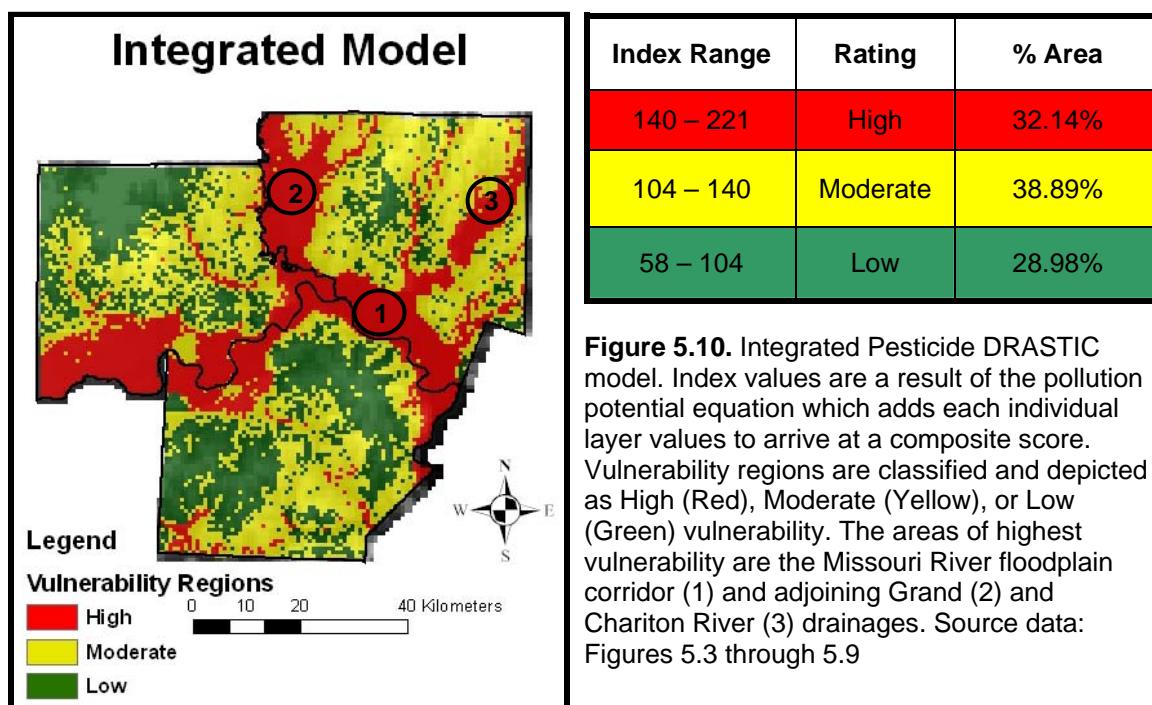 Integrated Model
2
3
1
N
W E
S
Legend
Vulnerability Regions
0 10 20 40 Kilometers
High
Moderate
Low
Index Range Rating % Area
140 – 221 High 32.14%
104 – 140 Moderate 38.89%
58 – 104 Low 28.98%
Figure 5.10. Integrated Pesticide DRASTIC
model. Index values are a result of the pollution
potential equation which adds each individual
layer values to arrive at a composite score.
Vulnerability regions are classified and depicted
as High (Red), Moderate (Yellow), or Low
(Green) vulnerability. The areas of highest
vulnerability are the Missouri River floodplain
corridor (1) and adjoining Grand (2) and
Chariton River (3) drainages. Source data:
Figures 5.3 through 5.9